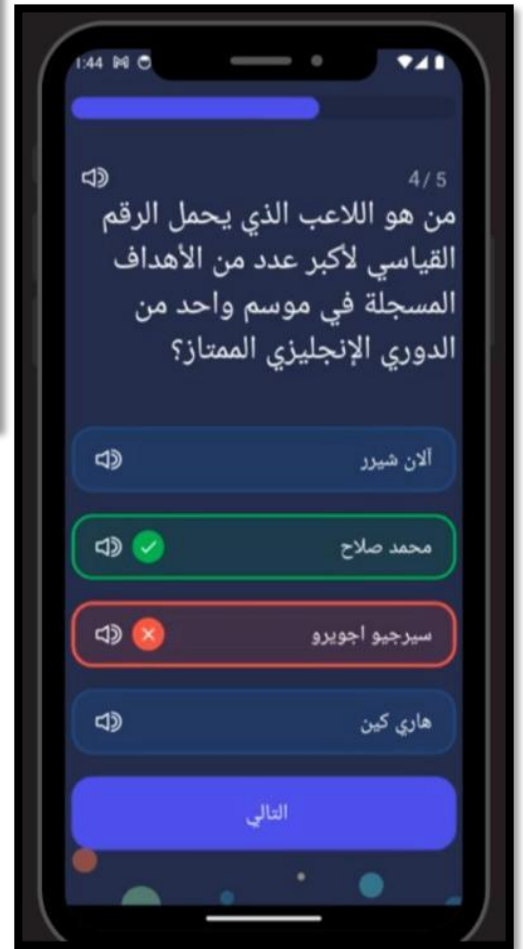 1:44
4/5
من هو اللاعب الذي يحمل الرقم
القياسي لأكبر عدد من الأهداف
المسجلة في موسم واحد من
الدوري الإنجليزي الممتاز؟
آلان شيرر
محمد صلاح
سيرجيو اجويرو
هاري كين
التالي